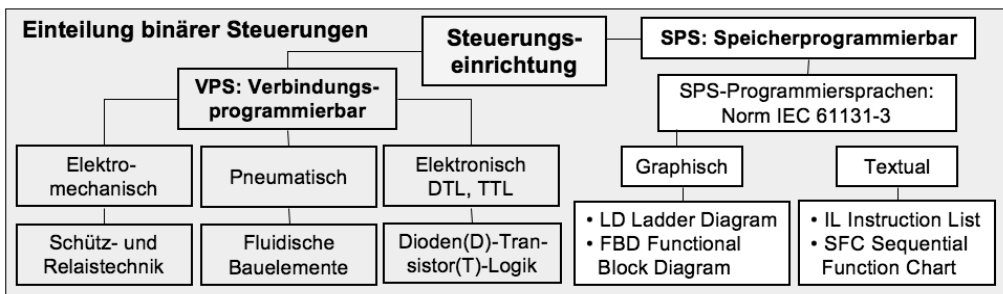 Einteilung binärer Steuerungen
Steuerungs-
einrichtung
SPS: Speicherprogrammierbar
VPS: Verbindungs-
programmierbar
SPS-Programmiersprachen:
Norm IEC 61131-3
Elektro-
mechanisch
Pneumatisch
Elektronisch
DTL, TTL
Graphisch
Textual
Schütz- und
Relaistechnik
Fluidische
Bauelemente
Dioden(D)-Tran-
sistor(T)-Logik
• LD Ladder Diagram
• FBD Functional
Block Diagram
• IL Instruction List
• SFC Sequential
Function Chart